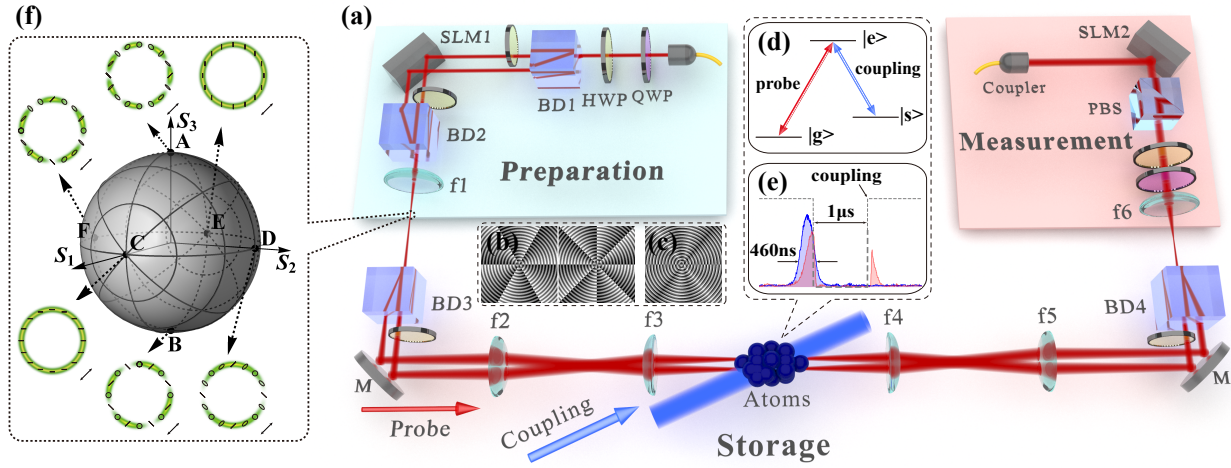 (f)
S3
A
E
F
C
D
S1
S2
B
(a)
SLM1
BD1
HWP
QWP
BD2
f1
Preparation
(b)
(c)
(d)
|e>
probe
coupling
|s>
|g>
(e)
coupling
1μs
460ns
SLM2
Coupler
PBS
Measurement
f6
BD3
f2
f3
f4
f5
BD4
M
M
Atoms
Probe
Coupling
Storage